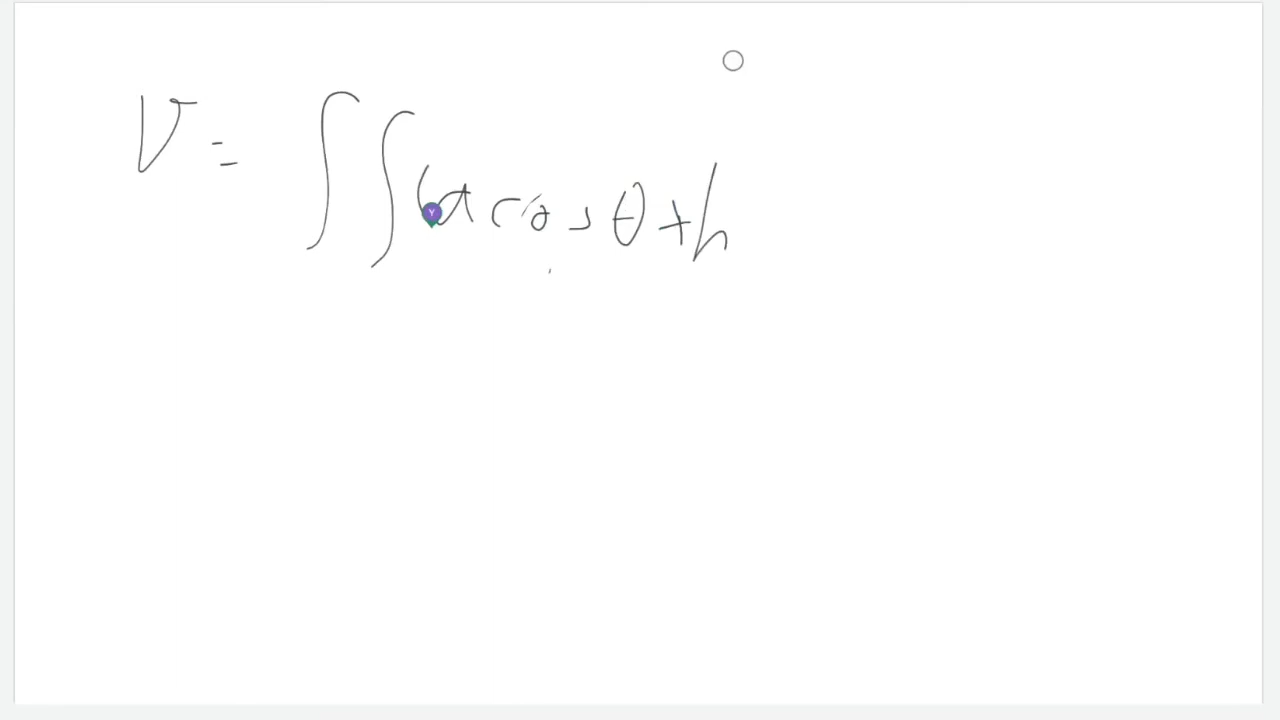 V = ∫∫(a cos θ + h